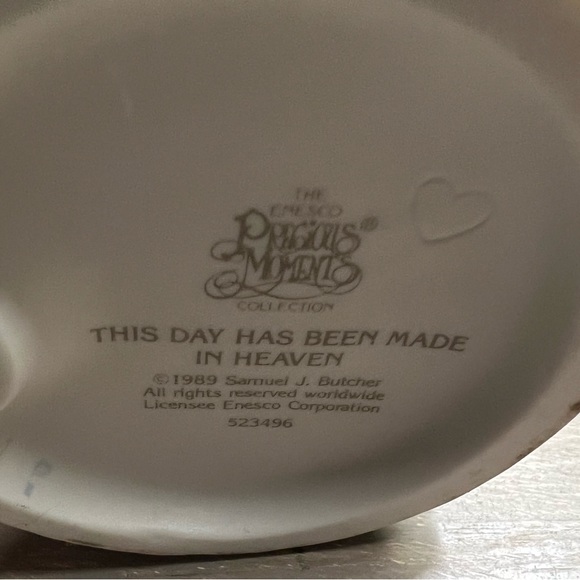 THE
ENESCO
PRECIOUS®
MOMENTS
COLLECTION
THIS DAY HAS BEEN MADE
IN HEAVEN
©1989 Samuel J. Butcher
All rights reserved worldwide
Licensee Enesco Corporation
523496